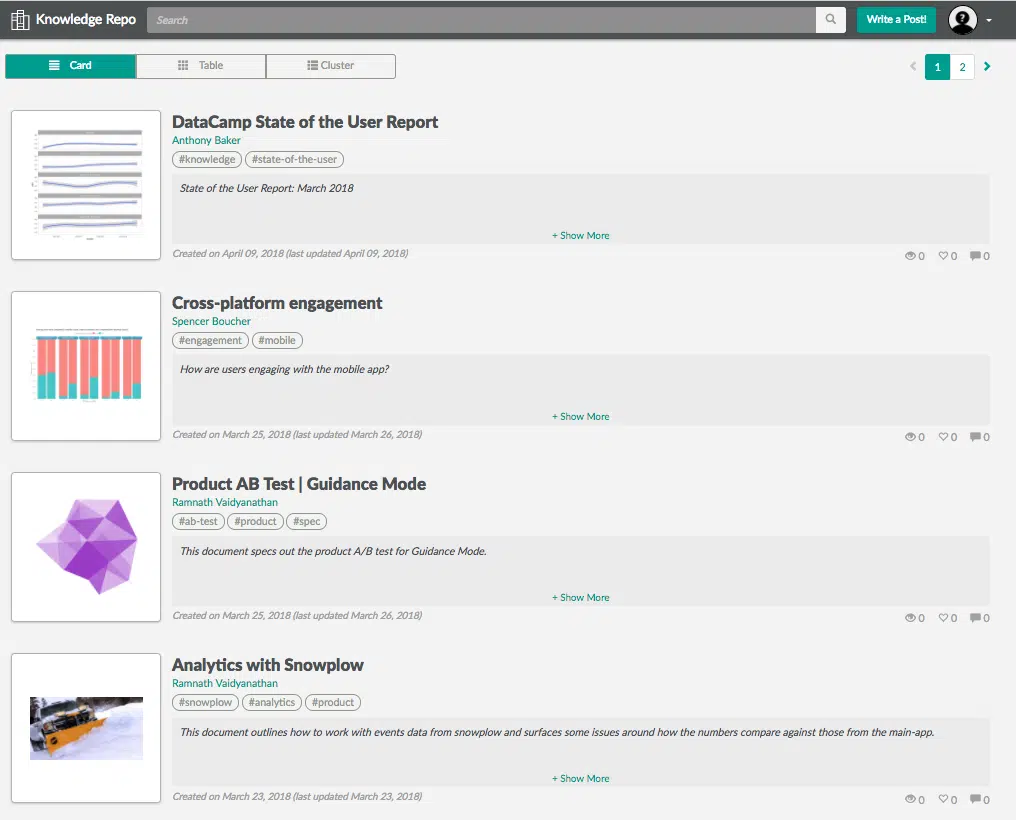 Knowledge Repo
Search
Write a Post!
Card
Table
Cluster
1 2
DataCamp State of the User Report
Anthony Baker
#knowledge #state-of-the-user
State of the User Report: March 2018
+ Show More
Created on April 09, 2018 (last updated April 09, 2018)
0 0 0
Cross-platform engagement
Spencer Boucher
#engagement #mobile
How are users engaging with the mobile app?
+ Show More
Created on March 25, 2018 (last updated March 26, 2018)
0 0 0
Product AB Test | Guidance Mode
Ramnath Vaidyanathan
#ab-test #product #spec
This document specs out the product A/B test for Guidance Mode.
+ Show More
Created on March 25, 2018 (last updated March 26, 2018)
0 0 0
Analytics with Snowplow
Ramnath Vaidyanathan
#snowplow #analytics #product
This document outlines how to work with events data from snowplow and surfaces some issues around how the numbers compare against those from the main-app.
+ Show More
Created on March 23, 2018 (last updated March 23, 2018)
0 0 0